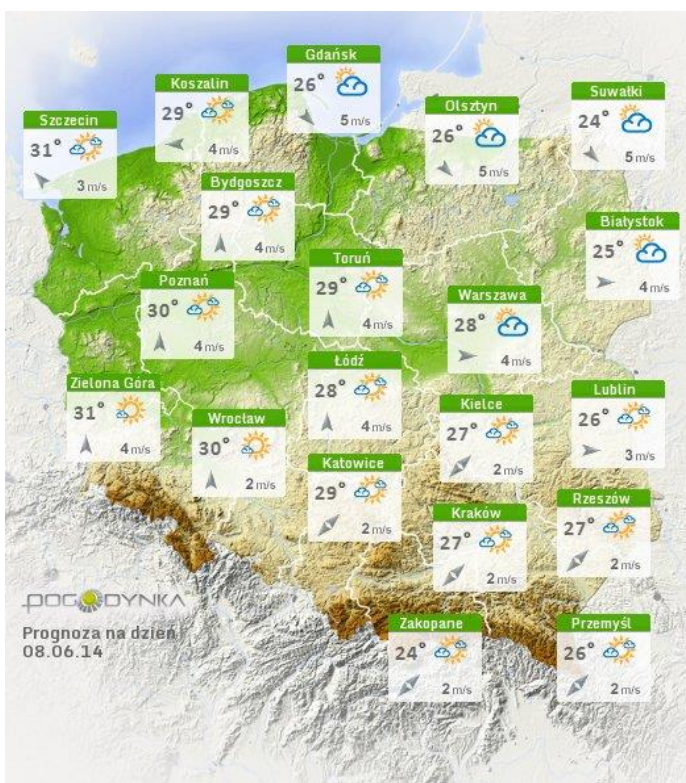 Gdańsk
26°
5 m/s
Koszalin
29°
4 m/s
Suwałki
24°
5 m/s
Olsztyn
26°
5 m/s
Szczecin
31°
3 m/s
Bydgoszcz
29°
4 m/s
Białystok
25°
4 m/s
Toruń
29°
4 m/s
Poznań
30°
4 m/s
Warszawa
28°
4 m/s
Łódź
28°
4 m/s
Zielona Góra
31°
4 m/s
Lublin
26°
3 m/s
Kielce
27°
2 m/s
Wrocław
30°
2 m/s
Katowice
29°
2 m/s
Rzeszów
27°
2 m/s
Kraków
27°
2 m/s
POGODYNKA
Prognoza na dzień
08.06.14
Zakopane
24°
2 m/s
Przemyśl
26°
2 m/s